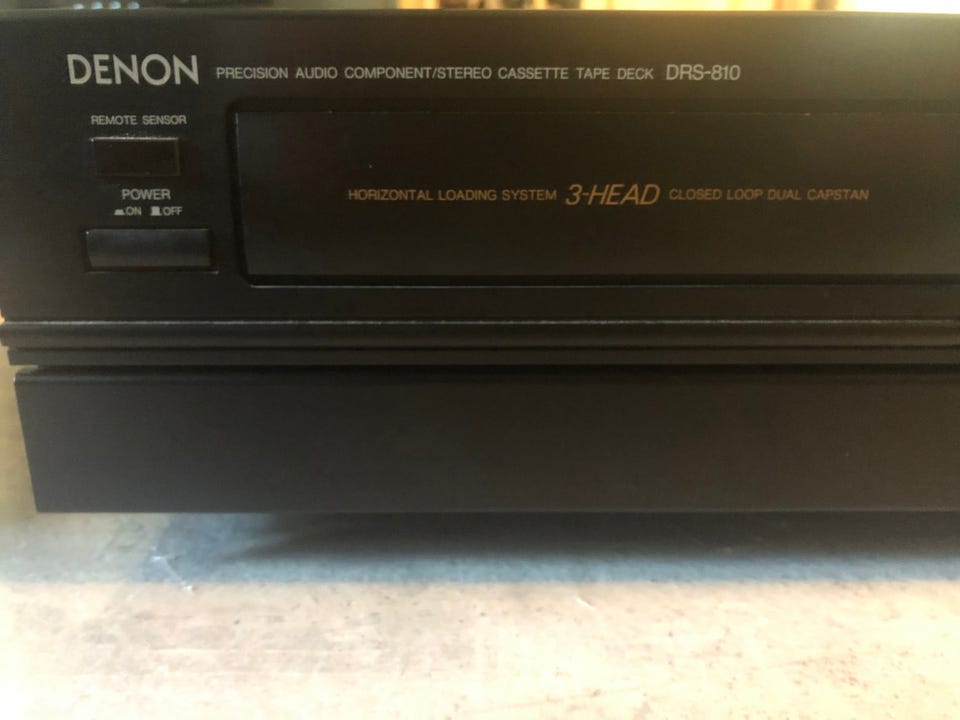 DENON PRECISION AUDIO COMPONENT/STEREO CASSETTE TAPE DECK DRS-810
REMOTE SENSOR
POWER
ON OFF
HORIZONTAL LOADING SYSTEM 3-HEAD CLOSED LOOP DUAL CAPSTAN